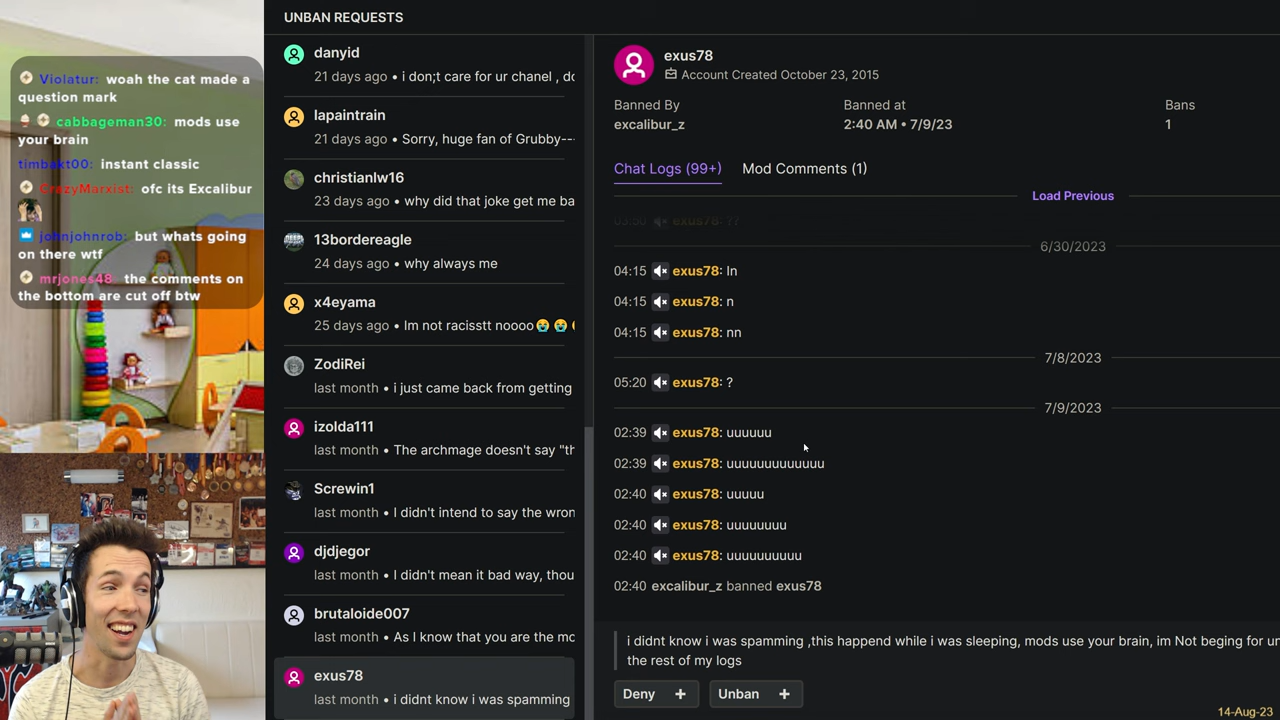 UNBAN REQUESTS
Violatur: woah the cat made a
question mark
cabbageman30: mods use
your brain
timbakt00: instant classic
CrazyMarxist: ofc its Excalibur
johnjohnrob: but whats going
on there wtf
mrjones48: the comments on
the bottom are cut off btw
danyid
21 days ago • i don;t care for ur chanel , do
lapaintrain
21 days ago • Sorry, huge fan of Grubby--
christianlw16
23 days ago • why did that joke get me ba
13bordereagle
24 days ago • why always me
x4eyama
25 days ago • Im not racisstt noooo😭😭
ZodiRei
last month • i just came back from getting
izolda111
last month • The archmage doesn't say "th
Screwin1
last month • I didn't intend to say the wron
djdjegor
last month • I didn't mean it bad way, thou
brutaloide007
last month • As I know that you are the mo
exus78
last month • i didnt know i was spamming
exus78
Account Created October 23, 2015
Banned By Banned at Bans
excalibur_z 2:40 AM • 7/9/23 1
Chat Logs (99+) Mod Comments (1)
Load Previous
03:50 exus78: ??
6/30/2023
04:15 exus78: ln
04:15 exus78: n
04:15 exus78: nn
7/8/2023
05:20 exus78: ?
7/9/2023
02:39 exus78: uuuuuu
02:39 exus78: uuuuuuuuuuuuu
02:40 exus78: uuuuu
02:40 exus78: uuuuuuuu
02:40 exus78: uuuuuuuuuu
02:40 excalibur_z banned exus78
i didnt know i was spamming ,this happend while i was sleeping, mods use your brain, im Not beging for un
the rest of my logs
Deny + Unban +
14-Aug-23